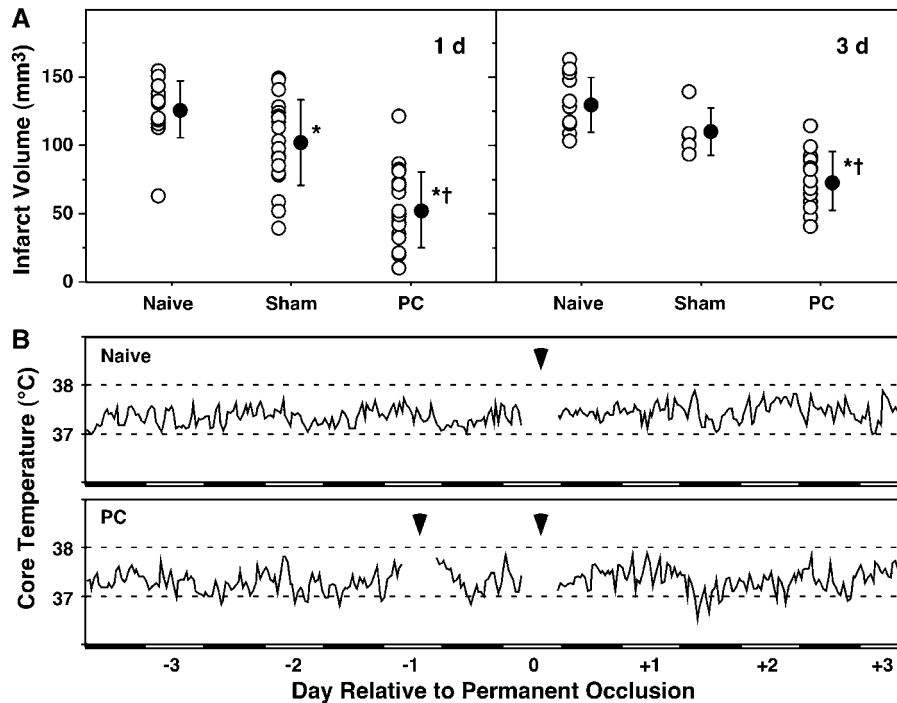 A
1 d
3 d
Infarct Volume (mm³)
150
100
50
0
*
*†
*†
Naive
Sham
PC
Naive
Sham
PC
B
Naive
38
37
PC
38
37
Core Temperature (°C)
-3
-2
-1
0
+1
+2
+3
Day Relative to Permanent Occlusion